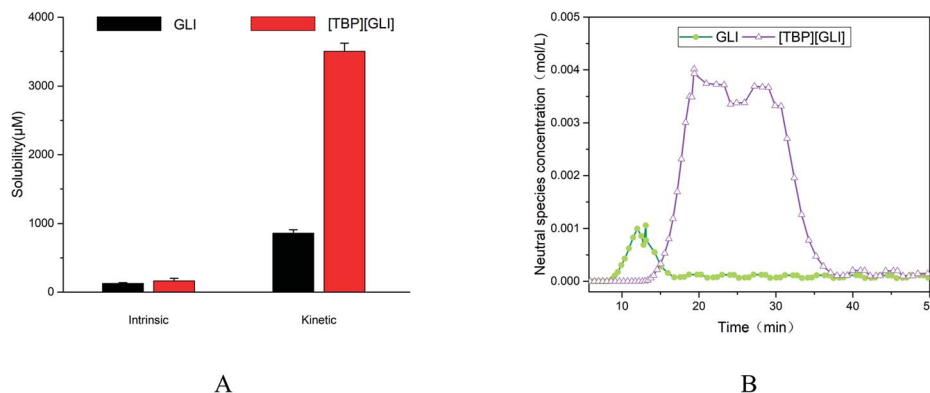 GLI [TBP][GLI]
4000
3000
2000
1000
0
Solubility(μM)
Intrinsic Kinetic
A
GLI [TBP][GLI]
0.005
0.004
0.003
0.002
0.001
0.000
Neutral species concentration（mol/L）
10 20 30 40 50
Time（min）
B